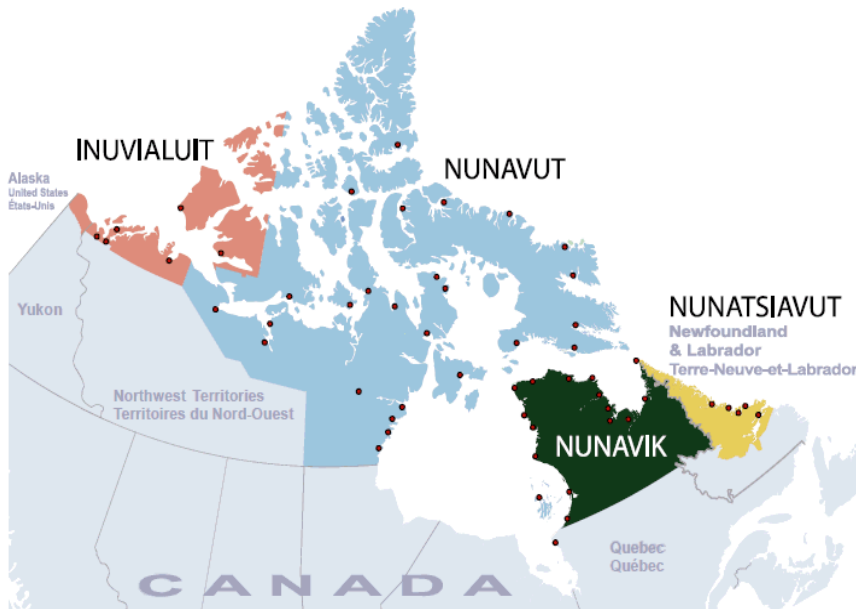 INUVIALUIT
NUNAVUT
Alaska
United States
États-Unis
NUNATSIAVUT
Newfoundland
& Labrador
Terre-Neuve-et-Labrador
Yukon
Northwest Territories
Territoires du Nord-Ouest
NUNAVIK
Quebec
Québec
CANADA